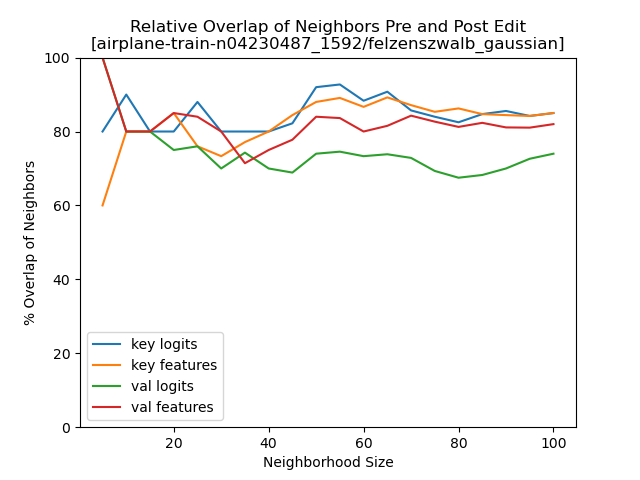 Relative Overlap of Neighbors Pre and Post Edit
[airplane-train-n04230487_1592/felzenszwalb_gaussian]
100
80
60
40
20
0
% Overlap of Neighbors
key logits
key features
val logits
val features
20 40 60 80 100
Neighborhood Size